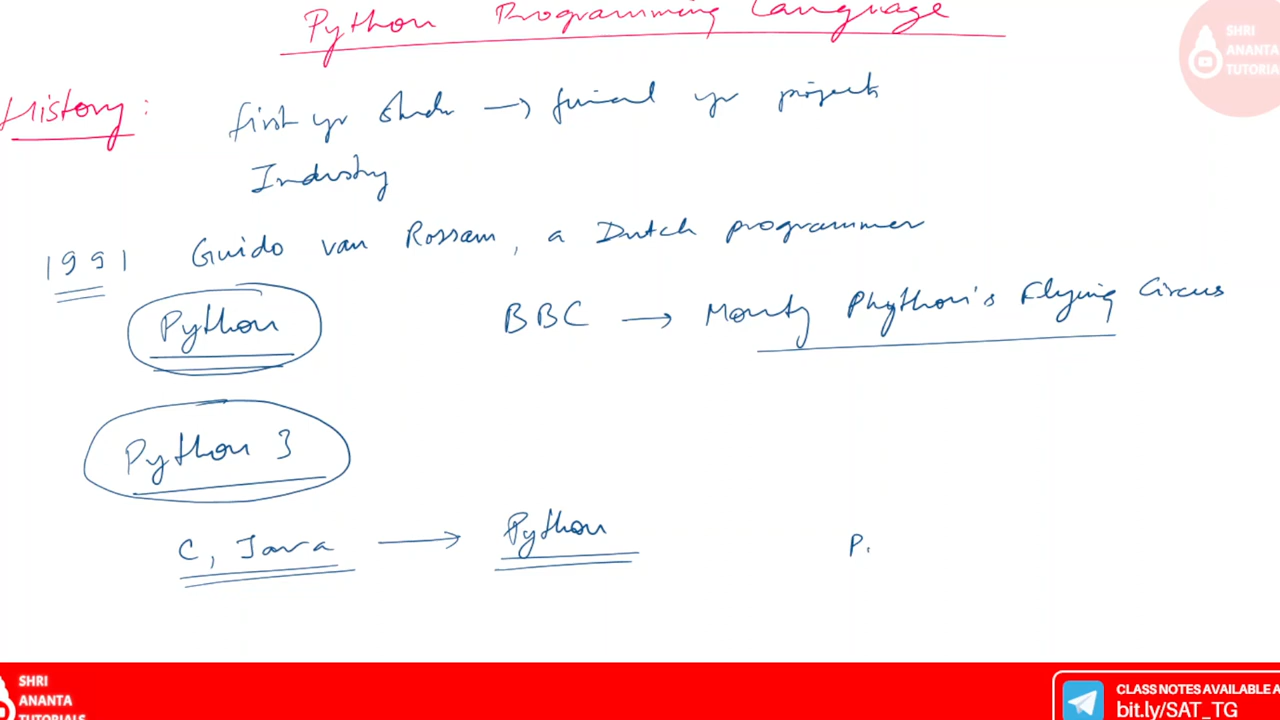 Python Programming Language
SHRI
ANANTA
TUTORIA
History:
first yr stude → final yr projects
Industry
1991 Guido van Rossam, a Dutch programmer
Python
BBC → Monty Phython's Flying Circus
Python 3
C, Java → Python
P.
SHRI
ANANTA
TUTORIALS
CLASS NOTES AVAILABLE A
bit.ly/SAT_TG